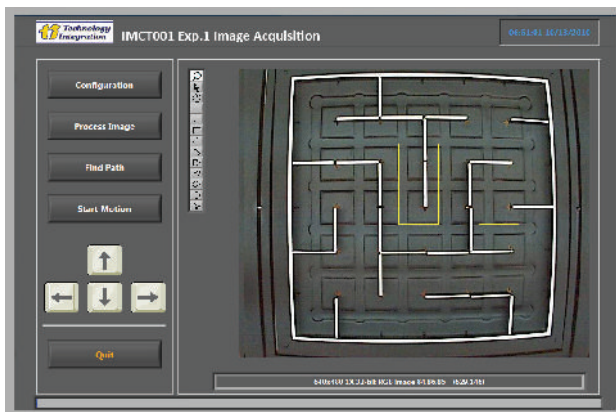 Technology
Integration
IMCT001 Exp.1 Image Acquisition
Configuration
Process Image
Find Path
Start Motion
Quit